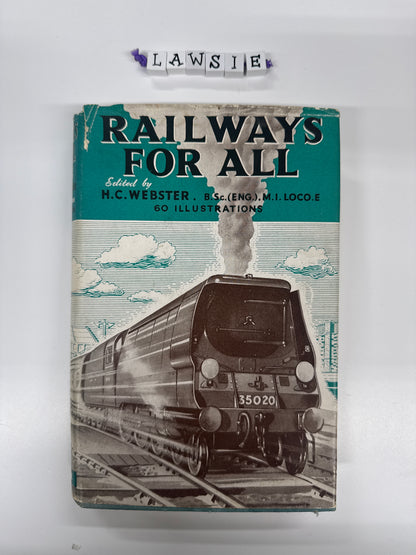 LAWSIE
RAILWAYS
FOR ALL
Edited by
H.C. WEBSTER, B.Sc.(ENG.), M.I. LOCO.E
60 ILLUSTRATIONS
35020